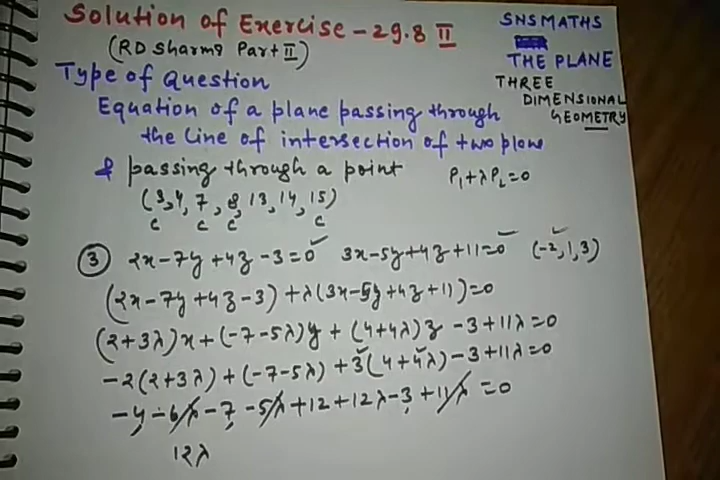 Solution of Exercise - 29.8 II
(RD Sharma Part II)
SNSMATHS
THE PLANE
THREE
DIMENSIONAL
GEOMETRY
Type of Question
Equation of a plane passing through
the line of intersection of two plane
& passing through a point
P₁+λP₂=0
(3,4,7,8,13,14,15)
c c c c
③ 2x-7y+4z-3=0 3x-5y+4z+11=0 (-2,1,3)
(2x-7y+4z-3)+λ(3x-5y+4z+11)=0
(2+3λ)x+(-7-5λ)y+(4+4λ)z-3+11λ=0
-2(2+3λ)+(-7-5λ)+3(4+4λ)-3+11λ=0
-4-6λ-7-5λ+12+12λ-3+11λ=0
12λ